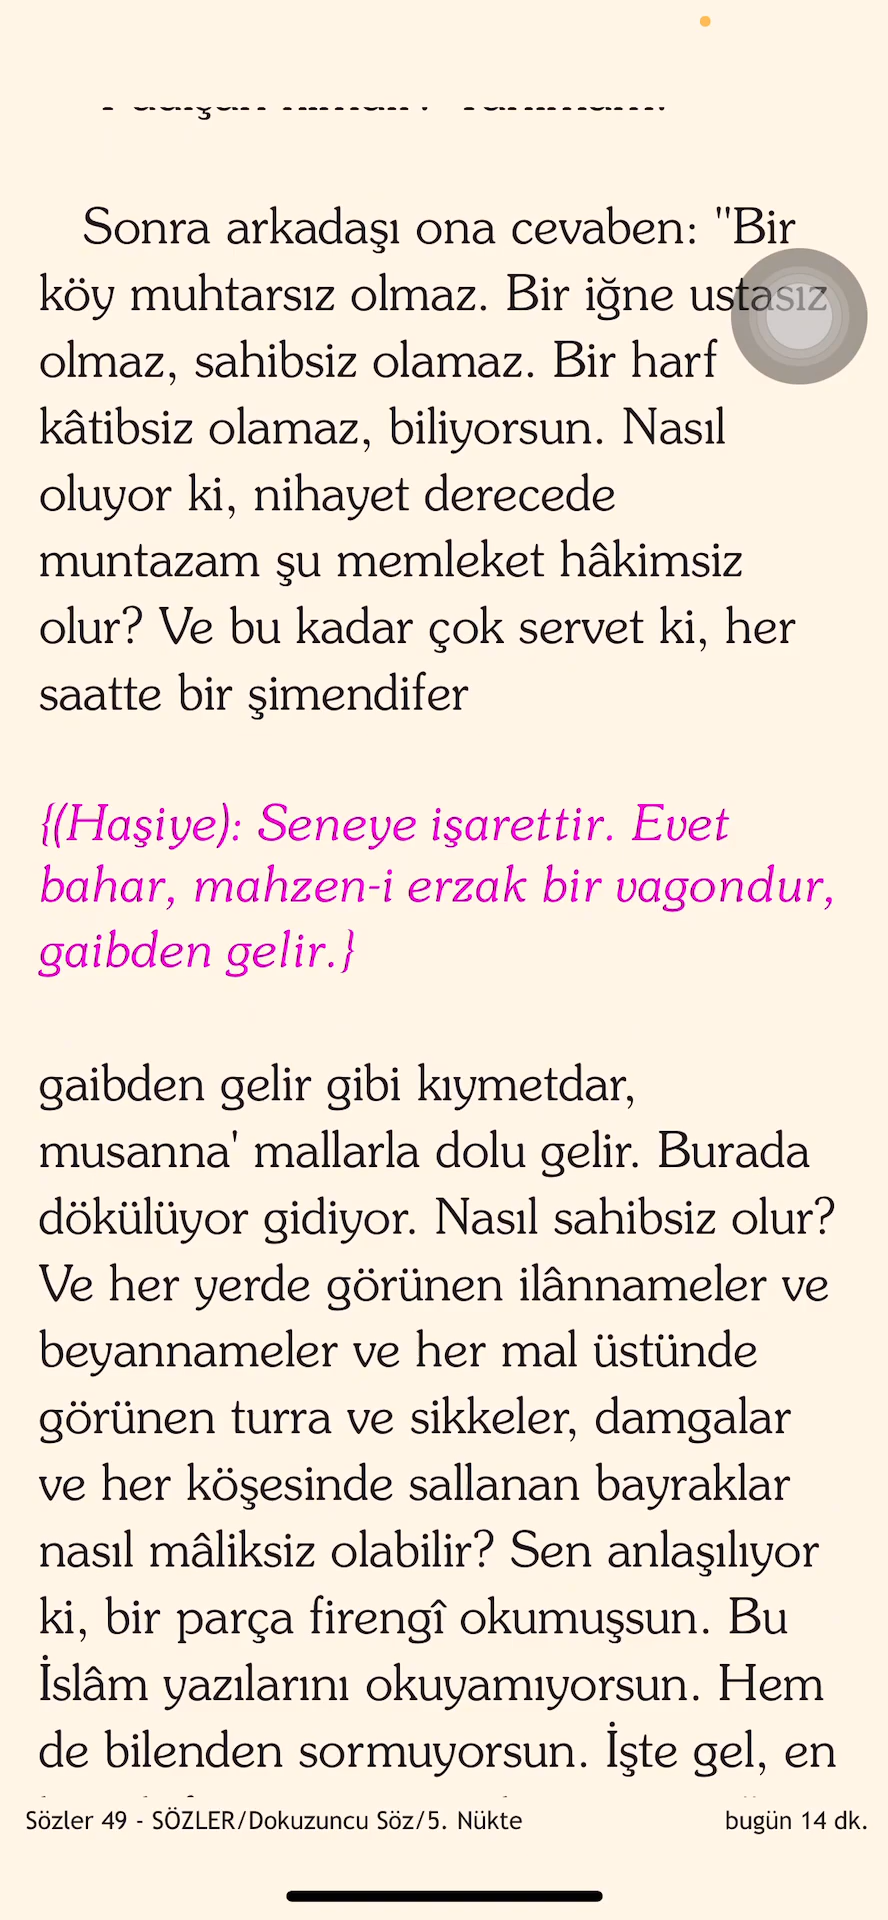 Sonra arkadaşı ona cevaben: "Bir
köy muhtarsız olmaz. Bir iğne ustasız
olmaz, sahibsiz olamaz. Bir harf
kâtibsiz olamaz, biliyorsun. Nasıl
oluyor ki, nihayet derecede
muntazam şu memleket hâkimsiz
olur? Ve bu kadar çok servet ki, her
saatte bir şimendifer
{(Haşiye): Seneye işarettir. Evet
bahar, mahzen-i erzak bir vagondur,
gaibden gelir.}
gaibden gelir gibi kıymetdar,
musanna' mallarla dolu gelir. Burada
dökülüyor gidiyor. Nasıl sahibsiz olur?
Ve her yerde görünen ilânnameler ve
beyannameler ve her mal üstünde
görünen turra ve sikkeler, damgalar
ve her köşesinde sallanan bayraklar
nasıl mâliksiz olabilir? Sen anlaşılıyor
ki, bir parça firengî okumuşsun. Bu
İslâm yazılarını okuyamıyorsun. Hem
de bilenden sormuyorsun. İşte gel, en
Sözler 49 - SÖZLER/Dokuzuncu Söz/5. Nükte bugün 14 dk.